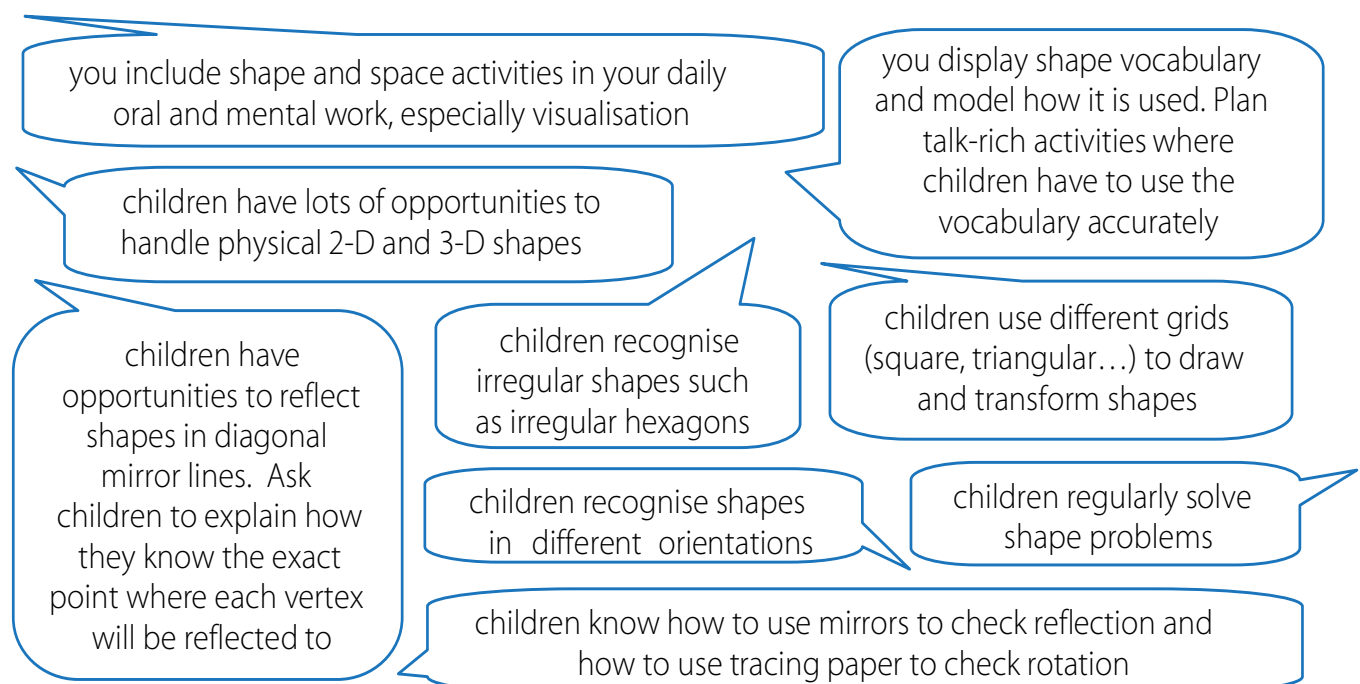 you include shape and space activities in your daily
oral and mental work, especially visualisation
you display shape vocabulary
and model how it is used. Plan
talk-rich activities where
children have to use the
vocabulary accurately
children have lots of opportunities to
handle physical 2-D and 3-D shapes
children have
opportunities to reflect
shapes in diagonal
mirror lines. Ask
children to explain how
they know the exact
point where each vertex
will be reflected to
children recognise
irregular shapes such
as irregular hexagons
children use different grids
(square, triangular…) to draw
and transform shapes
children recognise shapes
in different orientations
children regularly solve
shape problems
children know how to use mirrors to check reflection and
how to use tracing paper to check rotation